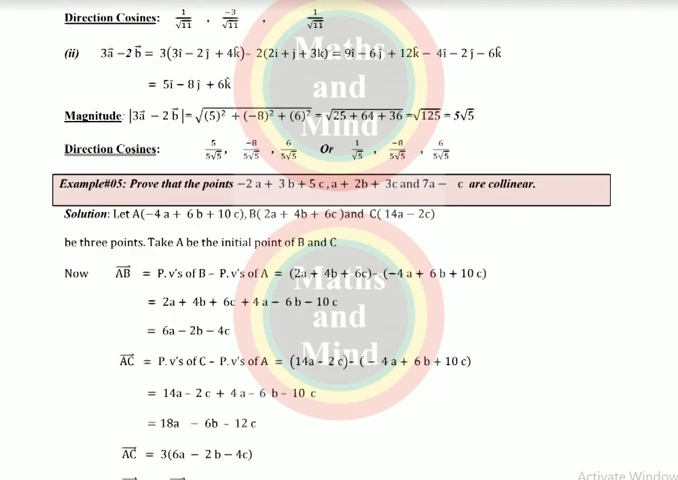 Direction Cosines: 1/√11 , −3/√11 , 1/√11
(ii) 3a⃗ − 2 b⃗ = 3(3î − 2 ĵ + 4k̂)− 2(2î + ĵ + 3k) = 9î − 6 ĵ + 12k̂ − 4î − 2 ĵ − 6k̂
= 5î − 8 ĵ + 6k̂
Magnitude: |3a⃗ − 2 b⃗ |= √(5)² + (−8)² + (6)² = √25 + 64 + 36 =√125 = 5√5
Direction Cosines: 5/5√5 , −8/5√5 , 6/5√5 Or 1/√5 , −8/5√5 , 6/5√5
Example#05: Prove that the points −2 a + 3 b + 5 c , a + 2b + 3c and 7a − c are collinear.
Solution: Let A(−4 a + 6 b + 10 c), B( 2a + 4b + 6c )and C( 14a − 2c)
be three points. Take A be the initial point of B and C
Now AB = P. v's of B – P. v's of A = (2a + 4b + 6c)– (−4 a + 6 b + 10 c)
= 2a + 4b + 6c + 4 a − 6 b − 10 c
= 6a − 2b − 4c
AC = P. v's of C – P. v's of A = (14a - 2 c)– (− 4 a + 6 b + 10 c)
= 14a – 2 c + 4 a – 6 b – 10 c
= 18a − 6b – 12 c
AC = 3(6a − 2 b − 4c)
Maths
and
Mind
Maths
and
Mind
Activate Window